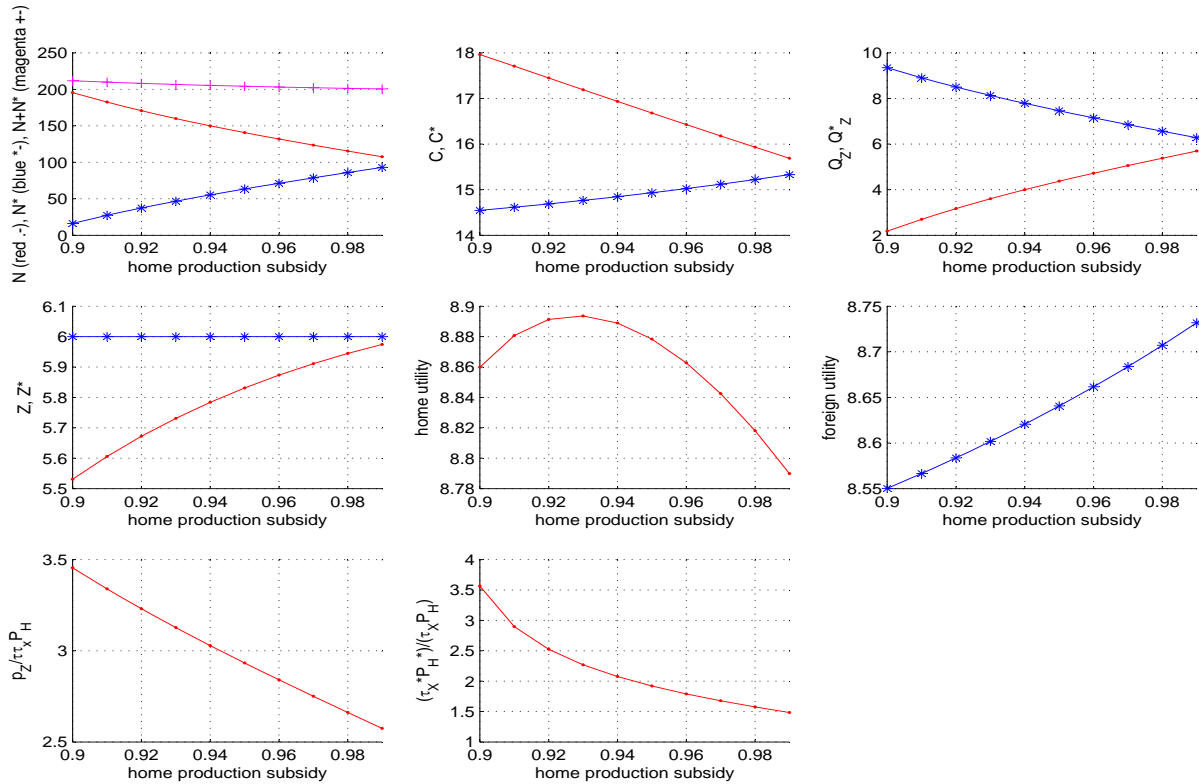 N (red .-), N* (blue *-), N+N* (magenta +-)
250
200
150
100
50
0
0.9 0.92 0.94 0.96 0.98
home production subsidy
C, C*
18
17
16
15
14
0.9 0.92 0.94 0.96 0.98
home production subsidy
Q_Z, Q*_Z
10
8
6
4
2
0.9 0.92 0.94 0.96 0.98
home production subsidy
Z, Z*
6.1
6
5.9
5.8
5.7
5.6
5.5
0.9 0.92 0.94 0.96 0.98
home production subsidy
home utility
8.9
8.88
8.86
8.84
8.82
8.8
8.78
0.9 0.92 0.94 0.96 0.98
home production subsidy
foreign utility
8.75
8.7
8.65
8.6
8.55
0.9 0.92 0.94 0.96 0.98
home production subsidy
p_Z/ττ_X P_H
3.5
3
2.5
0.9 0.92 0.94 0.96 0.98
home production subsidy
(τ_X*P_H*)/(τ_X P_H)
4
3.5
3
2.5
2
1.5
1
0.9 0.92 0.94 0.96 0.98
home production subsidy